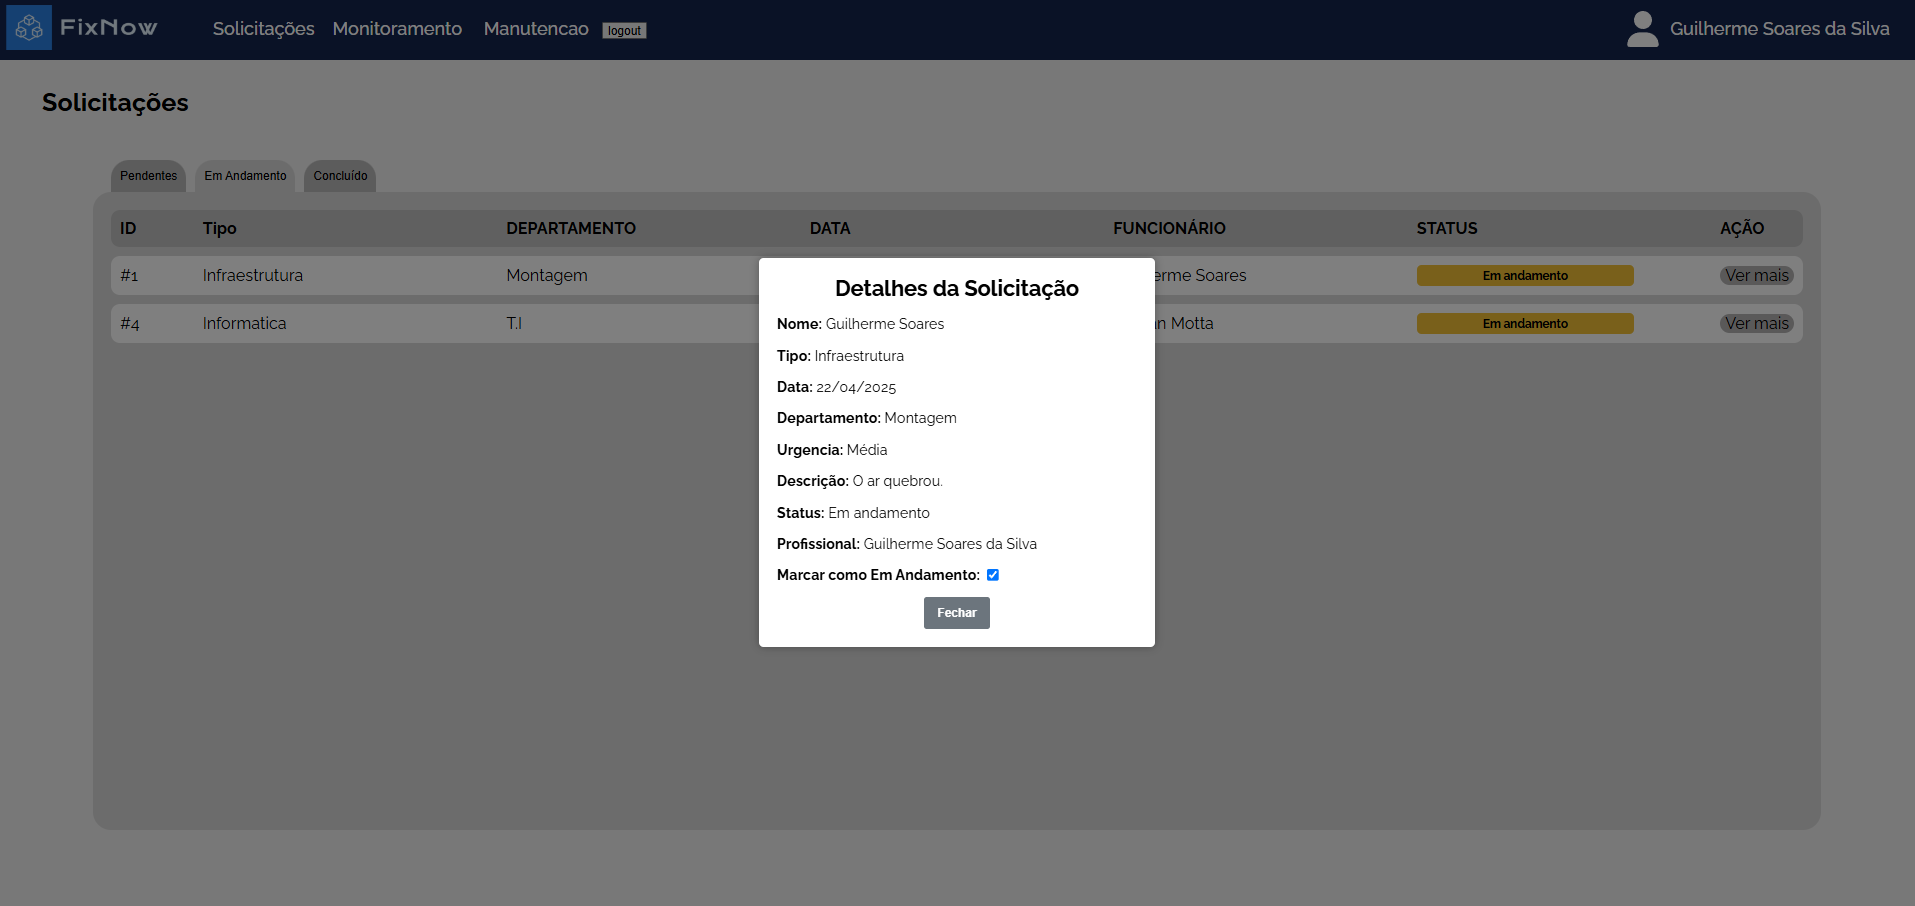 FixNow
Solicitações Monitoramento Manutencao logout
Guilherme Soares da Silva
Solicitações
Pendentes Em Andamento Concluído
ID Tipo DEPARTAMENTO DATA FUNCIONÁRIO STATUS AÇÃO
#1 Infraestrutura Montagem erme Soares Em andamento Ver mais
#4 Informatica T.I n Motta Em andamento Ver mais
Detalhes da Solicitação
Nome: Guilherme Soares
Tipo: Infraestrutura
Data: 22/04/2025
Departamento: Montagem
Urgencia: Média
Descrição: O ar quebrou.
Status: Em andamento
Profissional: Guilherme Soares da Silva
Marcar como Em Andamento:
Fechar